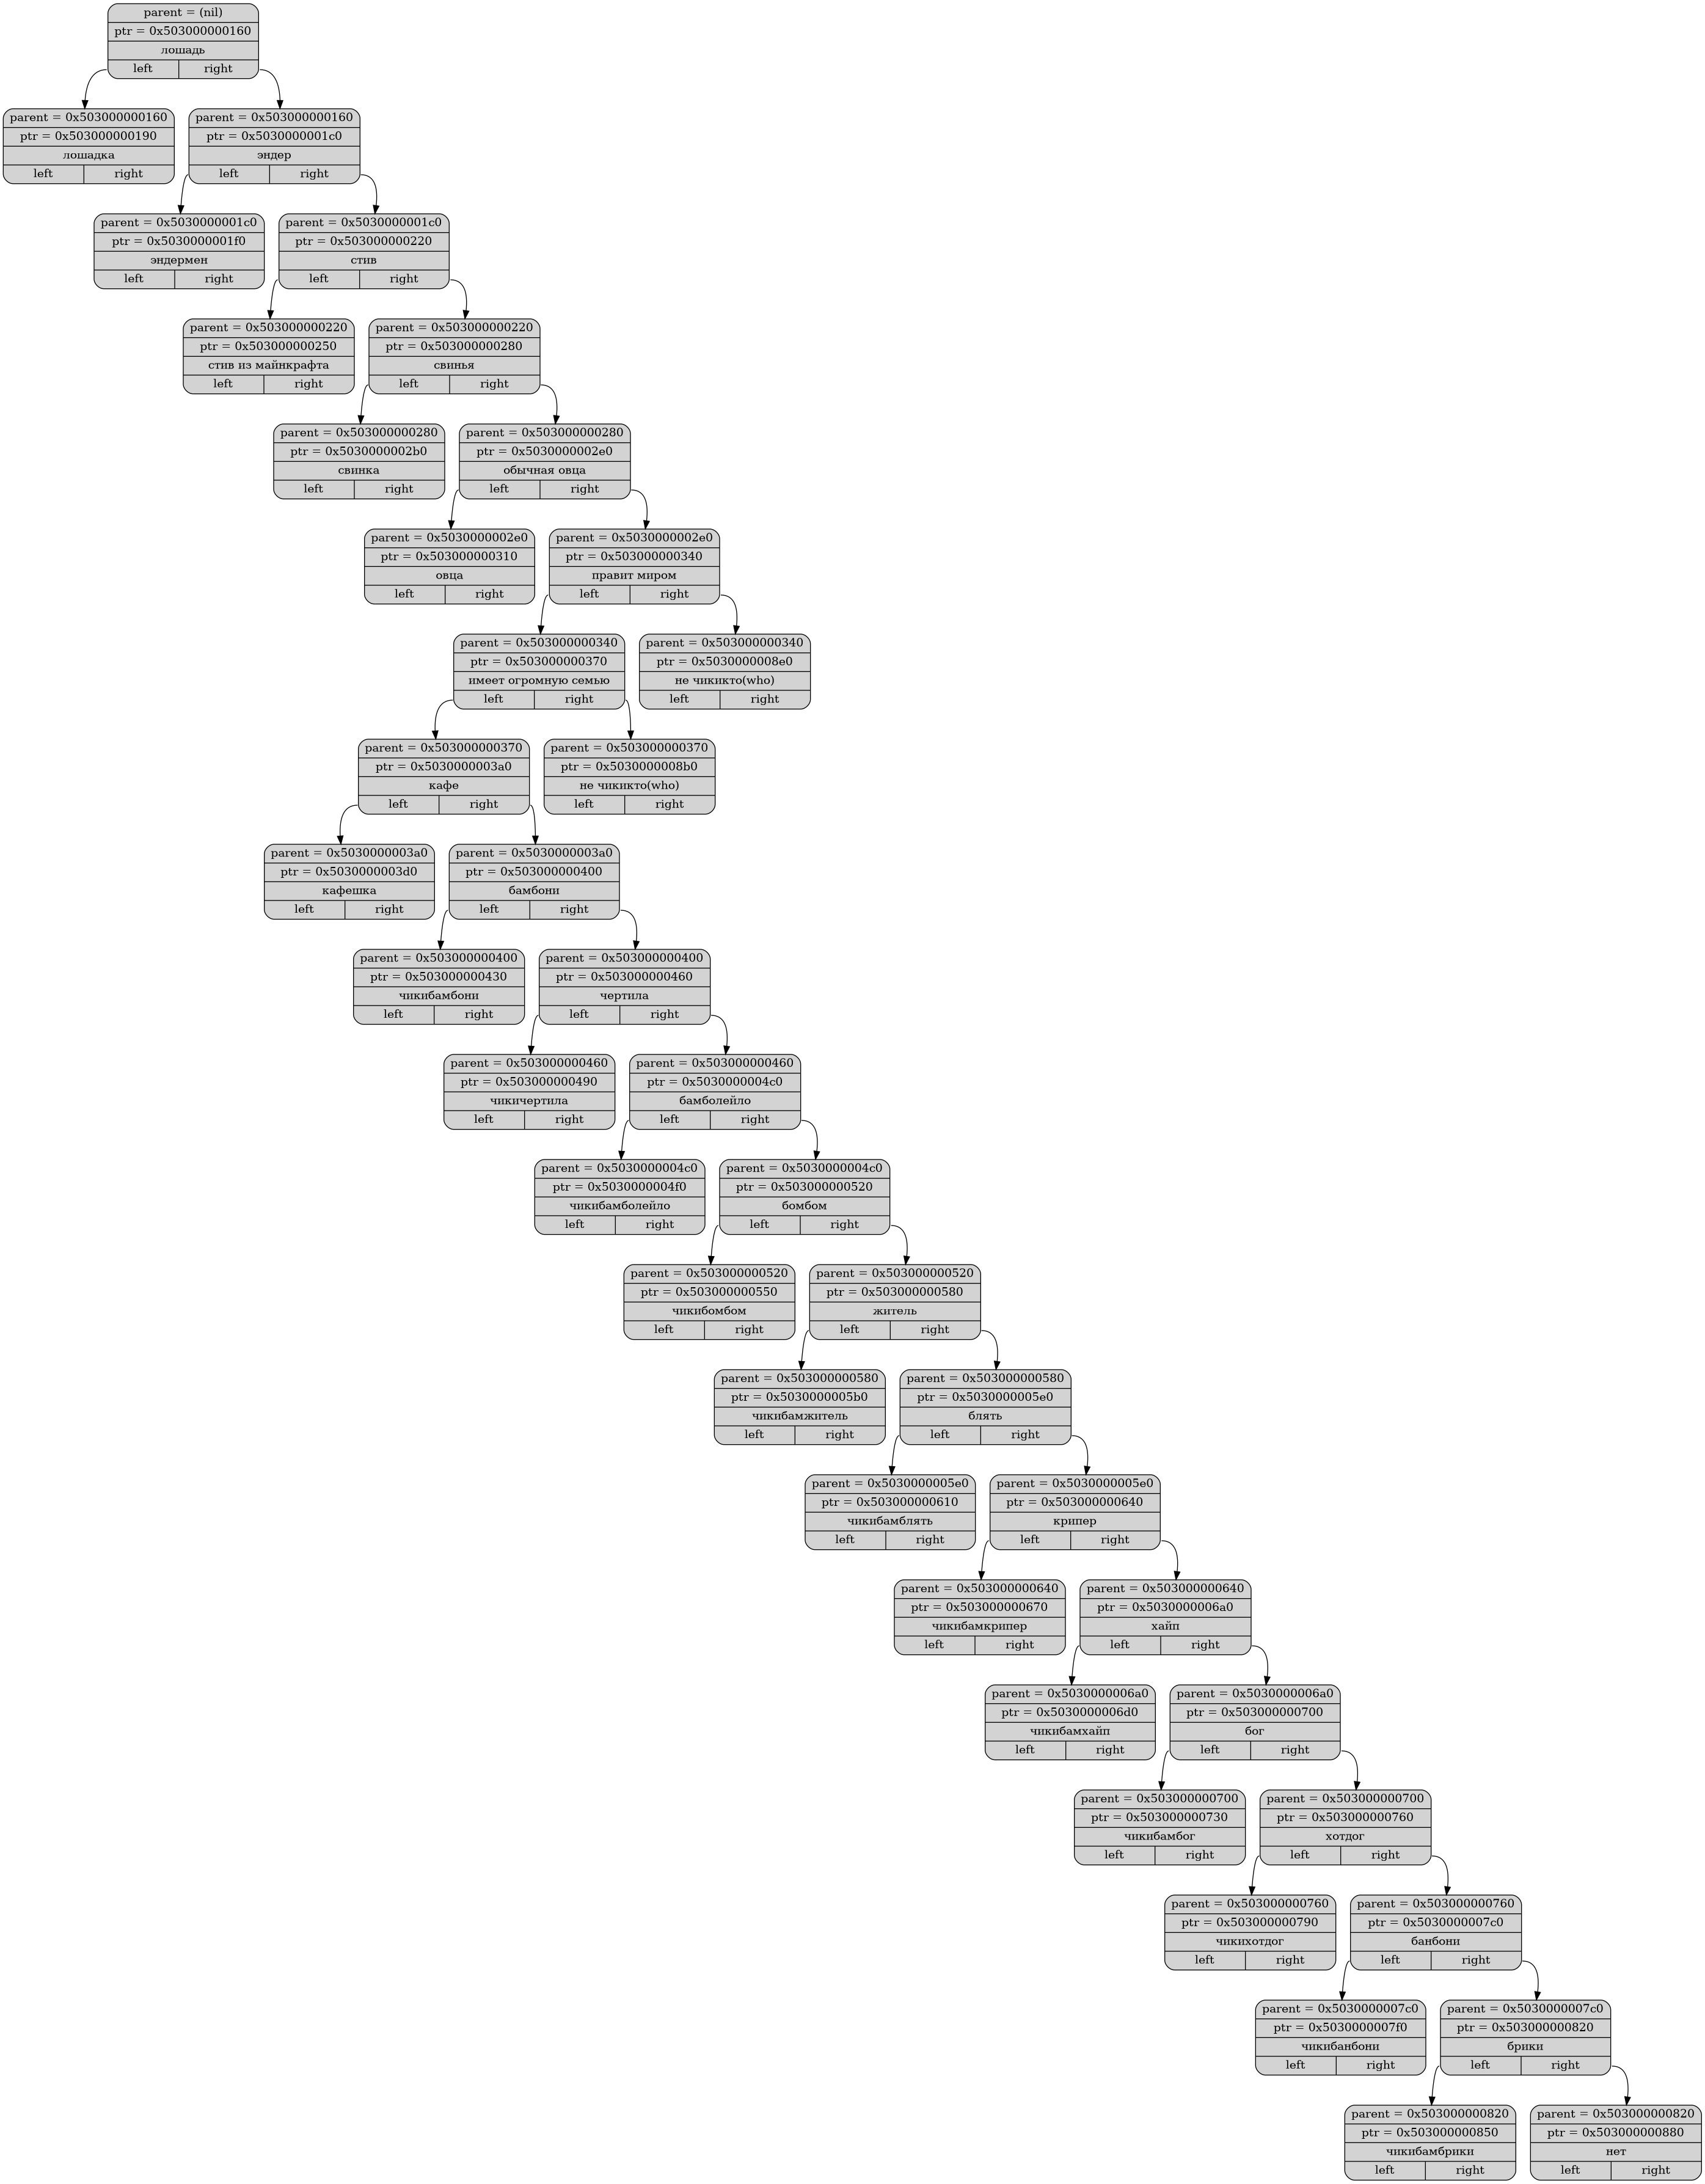 parent = (nil)
ptr = 0x503000000160
лошадь
left right
parent = 0x503000000160
ptr = 0x503000000190
лошадка
left right
parent = 0x503000000160
ptr = 0x5030000001c0
эндер
left right
parent = 0x5030000001c0
ptr = 0x5030000001f0
эндермен
left right
parent = 0x5030000001c0
ptr = 0x503000000220
стив
left right
parent = 0x503000000220
ptr = 0x503000000250
стив из майнкрафта
left right
parent = 0x503000000220
ptr = 0x503000000280
свинья
left right
parent = 0x503000000280
ptr = 0x5030000002b0
свинка
left right
parent = 0x503000000280
ptr = 0x5030000002e0
обычная овца
left right
parent = 0x5030000002e0
ptr = 0x503000000310
овца
left right
parent = 0x5030000002e0
ptr = 0x503000000340
правит миром
left right
parent = 0x503000000340
ptr = 0x503000000370
имеет огромную семью
left right
parent = 0x503000000340
ptr = 0x5030000008e0
не чикикто(who)
left right
parent = 0x503000000370
ptr = 0x5030000003a0
кафе
left right
parent = 0x503000000370
ptr = 0x5030000008b0
не чикикто(who)
left right
parent = 0x5030000003a0
ptr = 0x5030000003d0
кафешка
left right
parent = 0x5030000003a0
ptr = 0x503000000400
бамбони
left right
parent = 0x503000000400
ptr = 0x503000000430
чикибамбони
left right
parent = 0x503000000400
ptr = 0x503000000460
чертила
left right
parent = 0x503000000460
ptr = 0x503000000490
чикичертила
left right
parent = 0x503000000460
ptr = 0x5030000004c0
бамболейло
left right
parent = 0x5030000004c0
ptr = 0x5030000004f0
чикибамболейло
left right
parent = 0x5030000004c0
ptr = 0x503000000520
бомбом
left right
parent = 0x503000000520
ptr = 0x503000000550
чикибомбом
left right
parent = 0x503000000520
ptr = 0x503000000580
житель
left right
parent = 0x503000000580
ptr = 0x5030000005b0
чикибамжитель
left right
parent = 0x503000000580
ptr = 0x5030000005e0
блять
left right
parent = 0x5030000005e0
ptr = 0x503000000610
чикибамблять
left right
parent = 0x5030000005e0
ptr = 0x503000000640
крипер
left right
parent = 0x503000000640
ptr = 0x503000000670
чикибамкрипер
left right
parent = 0x503000000640
ptr = 0x5030000006a0
хайп
left right
parent = 0x5030000006a0
ptr = 0x5030000006d0
чикибамхайп
left right
parent = 0x5030000006a0
ptr = 0x503000000700
бог
left right
parent = 0x503000000700
ptr = 0x503000000730
чикибамбог
left right
parent = 0x503000000700
ptr = 0x503000000760
хотдог
left right
parent = 0x503000000760
ptr = 0x503000000790
чикихотдог
left right
parent = 0x503000000760
ptr = 0x5030000007c0
банбони
left right
parent = 0x5030000007c0
ptr = 0x5030000007f0
чикибанбони
left right
parent = 0x5030000007c0
ptr = 0x503000000820
брики
left right
parent = 0x503000000820
ptr = 0x503000000850
чикибамбрики
left right
parent = 0x503000000820
ptr = 0x503000000880
нет
left right